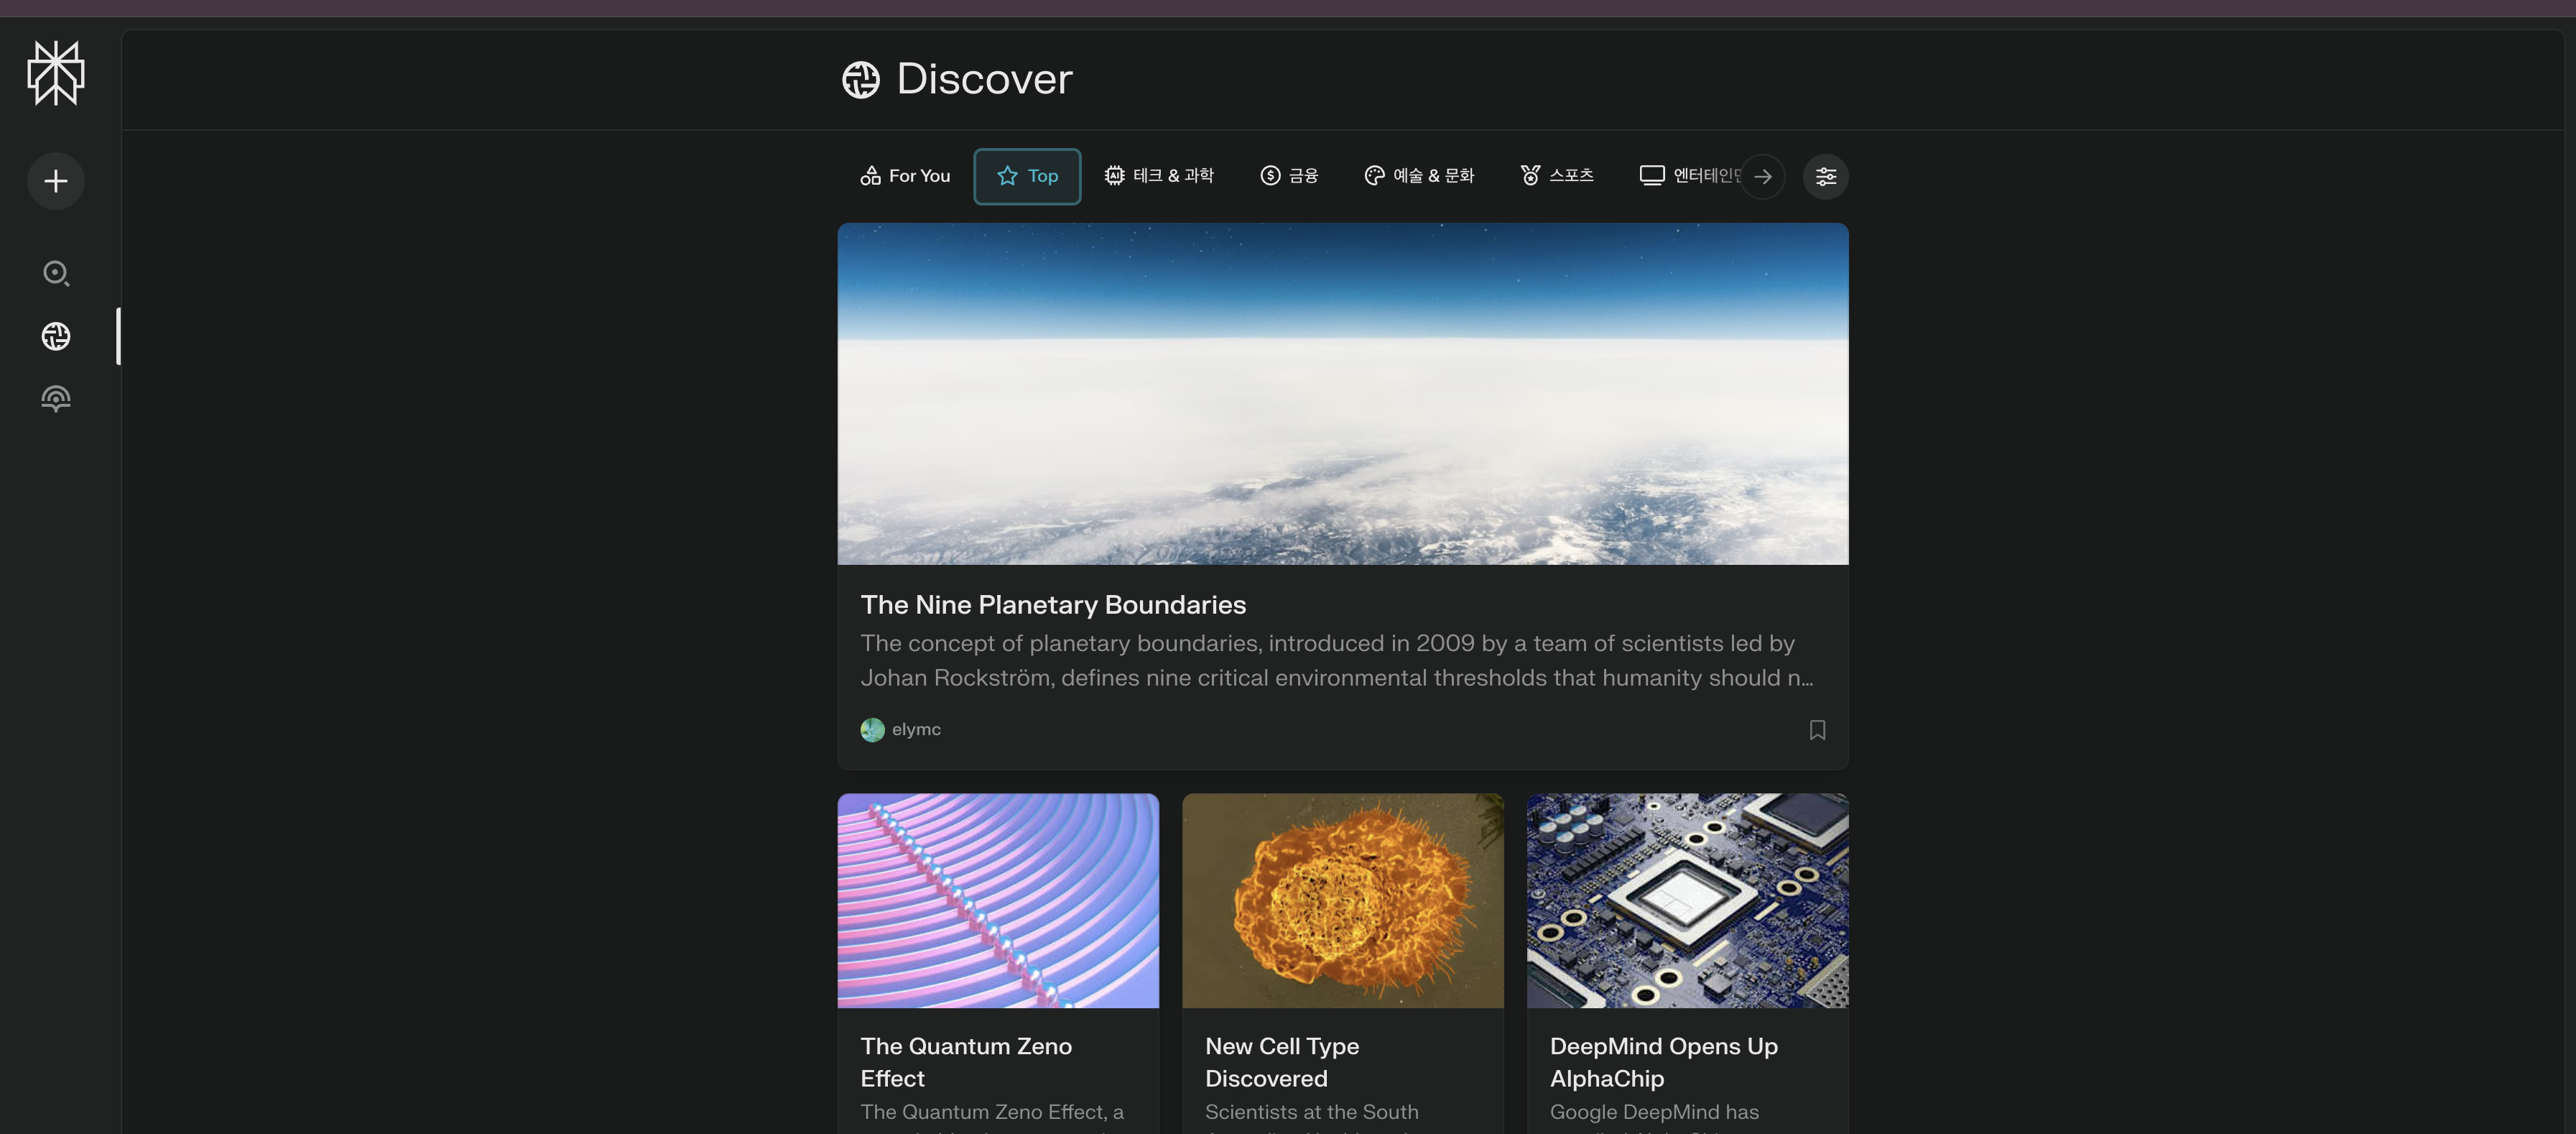 Discover
For You
Top
테크 & 과학
금융
예술 & 문화
스포츠
엔터테인
The Nine Planetary Boundaries
The concept of planetary boundaries, introduced in 2009 by a team of scientists led by
Johan Rockström, defines nine critical environmental thresholds that humanity should n...
elymc
The Quantum Zeno
Effect
The Quantum Zeno Effect, a
New Cell Type
Discovered
Scientists at the South
DeepMind Opens Up
AlphaChip
Google DeepMind has